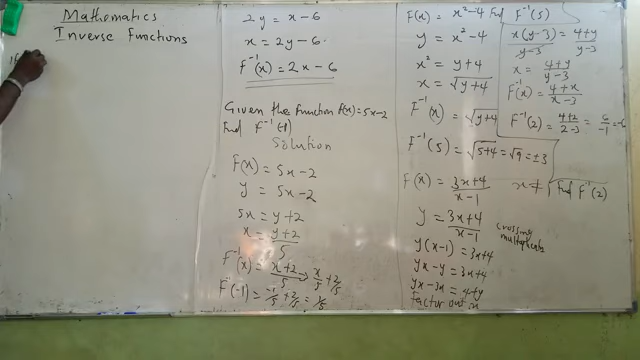 Mathematics
Inverse Functions
If
2y = x-6
x = 2y-6
F⁻¹(x) = 2x-6
Given the function f(x) = 5x-2
Find F⁻¹(-1)
Solution
F(x) = 5x-2
y = 5x-2
5x = y+2
x = y+2/5
F⁻¹(x) = x+2/5 → x/5 + 2/5
F⁻¹(-1) = -1/5 + 2/5 = 1/5
F(x) = x²-4 Find F⁻¹(5)
y = x²-4
x² = y+4
x = √y+4
F⁻¹(x) = √y+4
F⁻¹(5) = √5+4 = √9 = ±3
F(x) = 3x+4/x-1 x ≠ Find F⁻¹(2)
y = 3x+4/x-1
crossing
multiplicate
y(x-1) = 3x+4
yx-y = 3x+4
yx-3x = 4+y
Factor out x
x(y-3)/y-3 = 4+y/y-3
x = 4+y/y-3
F⁻¹(x) = 4+x/x-3
F⁻¹(2) = 4+2/2-3 = 6/-1 = -6